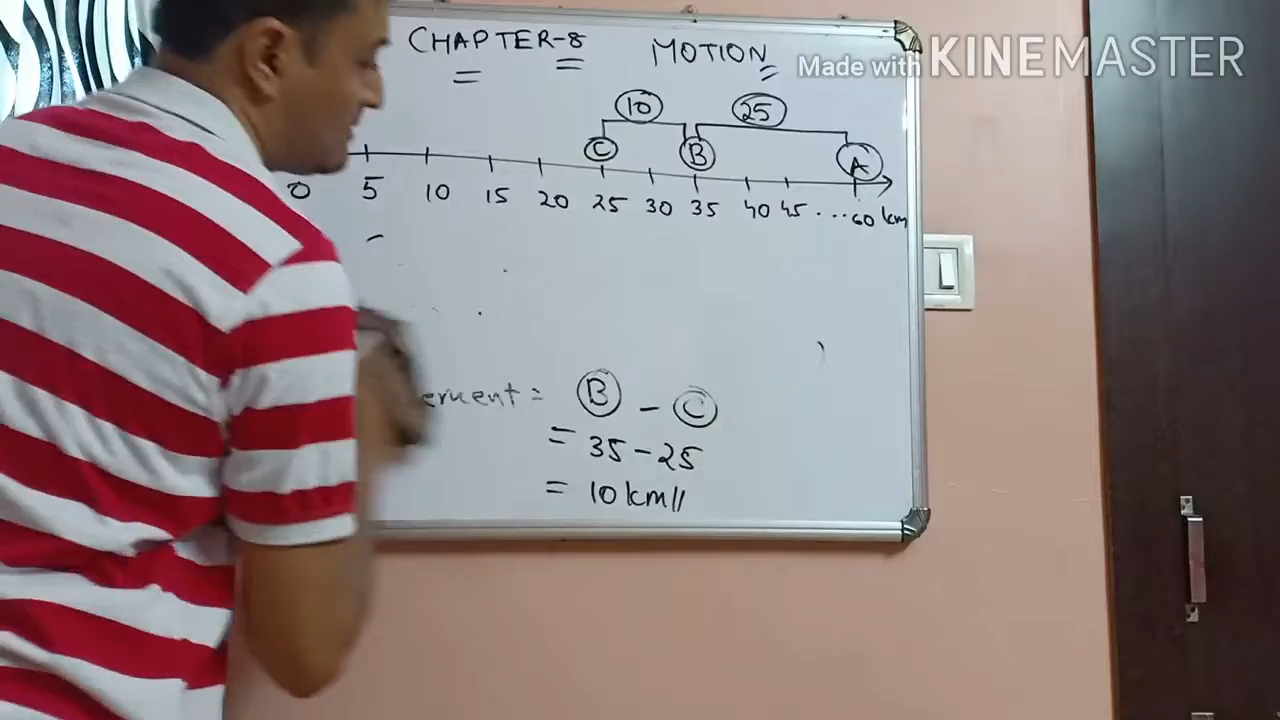 CHAPTER-8 MOTION
Made with KINEMASTER
10 25
C B A
0 5 10 15 20 25 30 35 40 45 ... 60 km
ement = B - C
= 35 - 25
= 10 km//